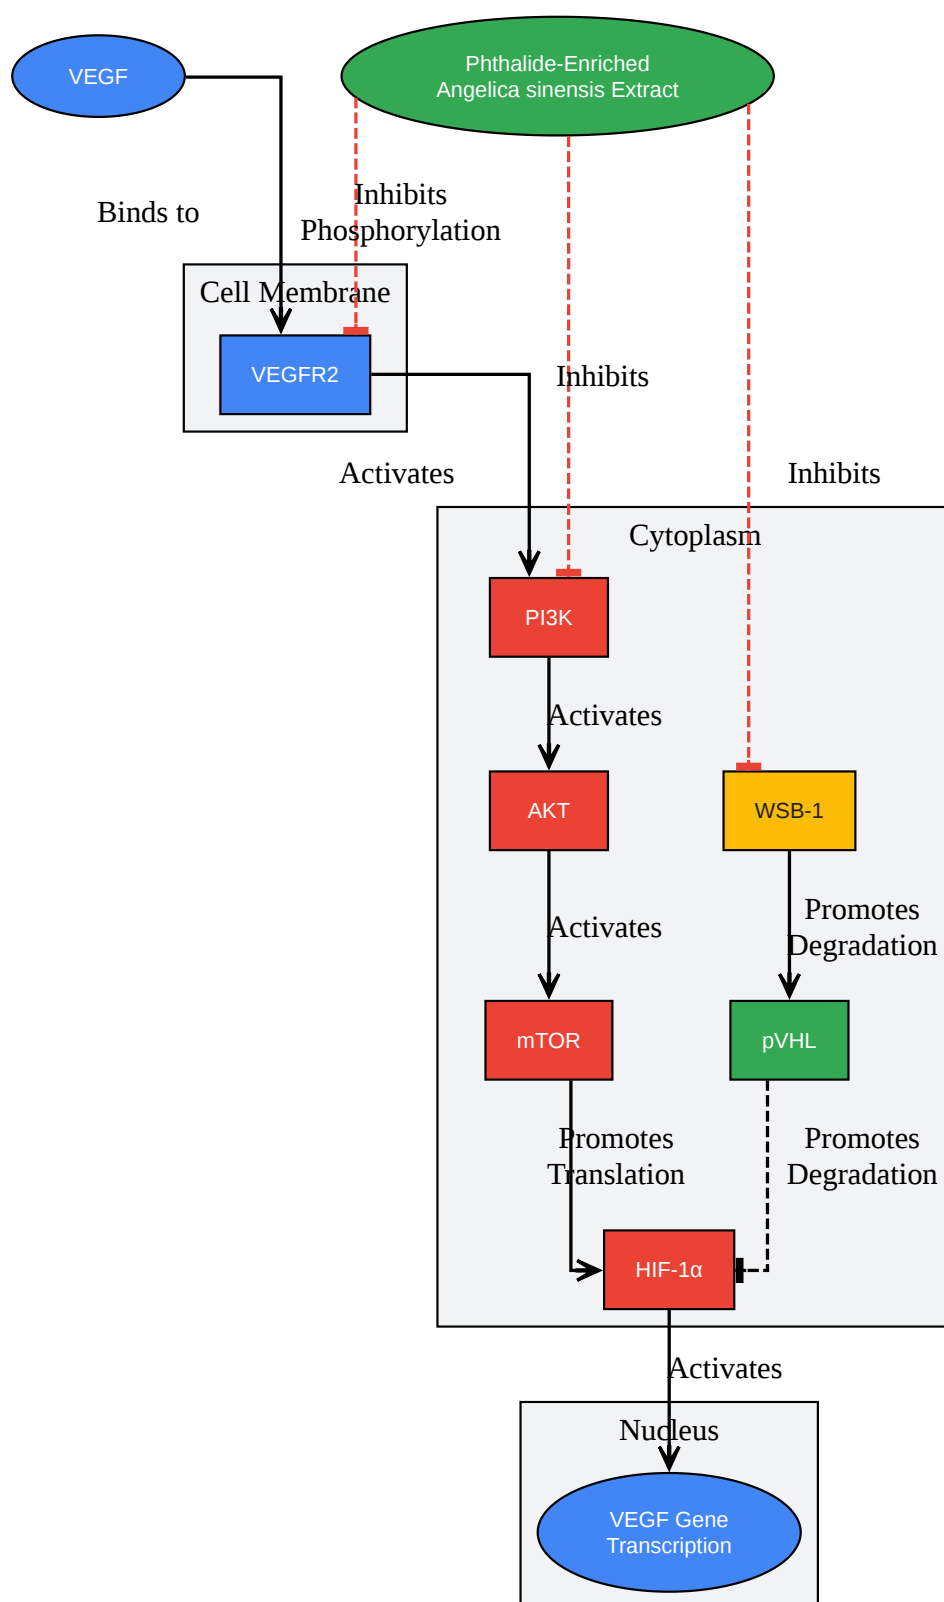 VEGF
Phthalide-Enriched
Angelica sinensis Extract
Binds to
Inhibits
Phosphorylation
Cell Membrane
VEGFR2
Inhibits
Activates
Inhibits
Cytoplasm
PI3K
Activates
AKT
WSB-1
Activates
Promotes
Degradation
mTOR
pVHL
Promotes
Translation
Promotes
Degradation
HIF-1α
Activates
Nucleus
VEGF Gene
Transcription